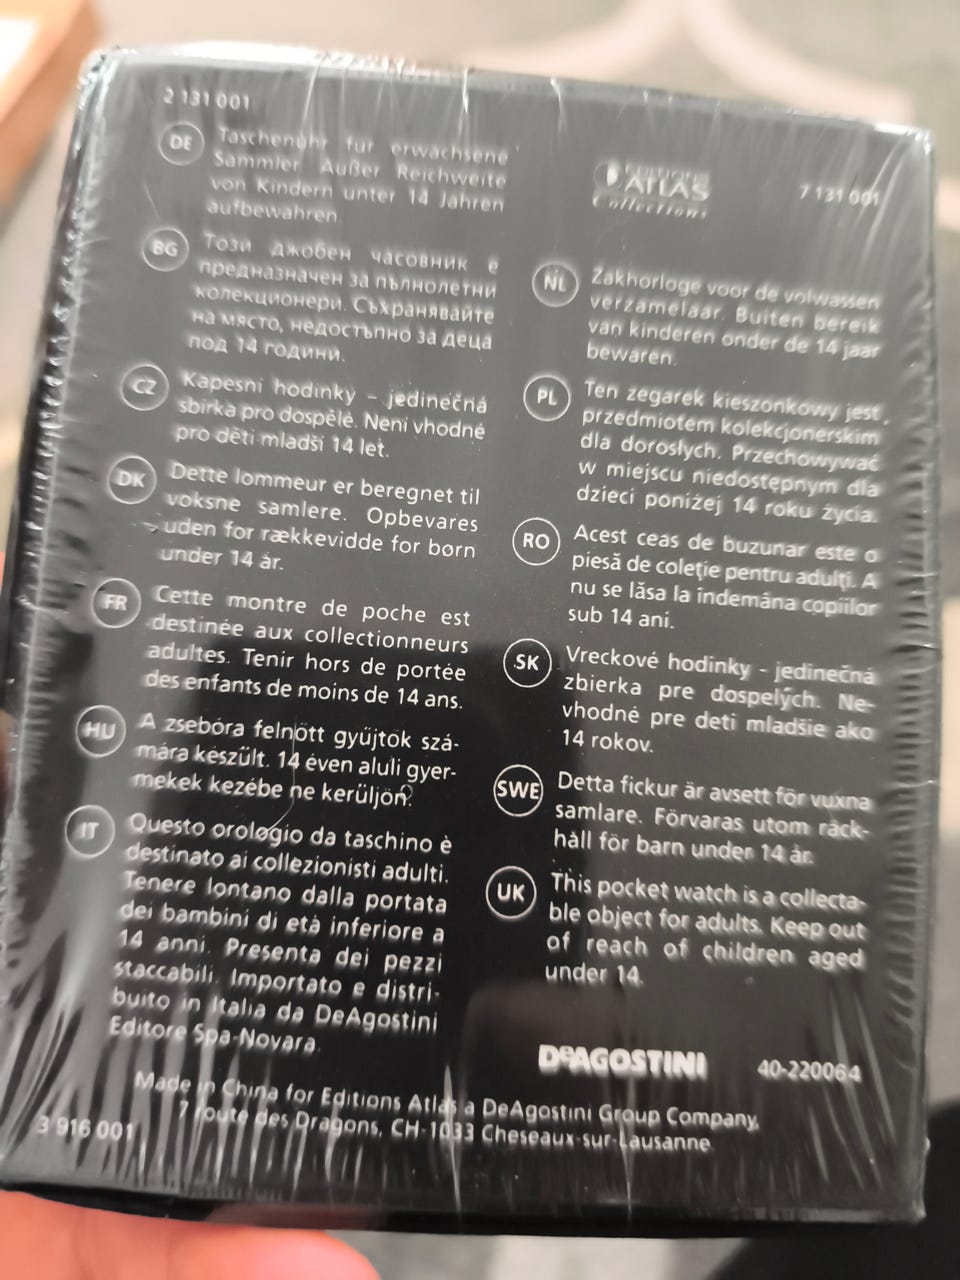 2 131 001
DE
Taschenuhr für erwachsene
Sammler. Außer Reichweite
von Kindern unter 14 Jahren
aufbewahren
BG
Този джобен часовник е
предназначен за пълнолетни
колекционери. Съхранявайте
на място, недостъпно за деца
под 14 години.
CZ
Kapesní hodinky - jedinečná
sbírka pro dospělé. Není vhodné
pro děti mladší 14 let.
DK
Dette lommeur er beregnet til
voksne samlere. Opbevares
uden for rækkevidde for børn
under 14 år.
FR
Cette montre de poche est
destinée aux collectionneurs
adultes. Tenir hors de portée
des enfants de moins de 14 ans.
HU
A zsebóra felnött gyűjtok szá-
mára készült. 14 éven aluli gyer-
mekek kezébe ne kerüljön.
IT
Questo orologio da taschino è
destinato ai collezionisti adulti.
Tenere lontano dalla portata
dei bambini di età inferiore a
14 anni. Presenta dei pezzi
staccabili. Importato e distri-
buito in Italia da DeAgostini
Editore Spa-Novara.
ATLAS
Collections
7 131 001
NL
Zakhorloge voor de volwassen
verzamelaar. Buiten bereik
van kinderen onder de 14 jaar
bewaren.
PL
Ten zegarek kieszonkowy jest
przedmiotem kolekcjonerskim
dla dorosłych. Przechowywać
w miejscu niedostępnym dla
dzieci poniżej 14 roku życia.
RO
Acest ceas de buzunar este o
piesă de coleţie pentru adulţi. A
nu se lăsa la îndemâna copiilor
sub 14 ani.
SK
Vreckové hodinky - jedinečná
zbierka pre dospelých. Ne-
vhodné pre deti mladšie ako
14 rokov.
SWE
Detta fickur är avsett för vuxna
samlare. Förvaras utom räck-
håll för barn under 14 år.
UK
This pocket watch is a collecta-
ble object for adults. Keep out
of reach of children aged
under 14.
DeAGOSTINI
40-220064
Made in China for Editions Atlas a DeAgostini Group Company,
7 route des Dragons, CH-1033 Cheseaux-sur-Lausanne.
3 916 001